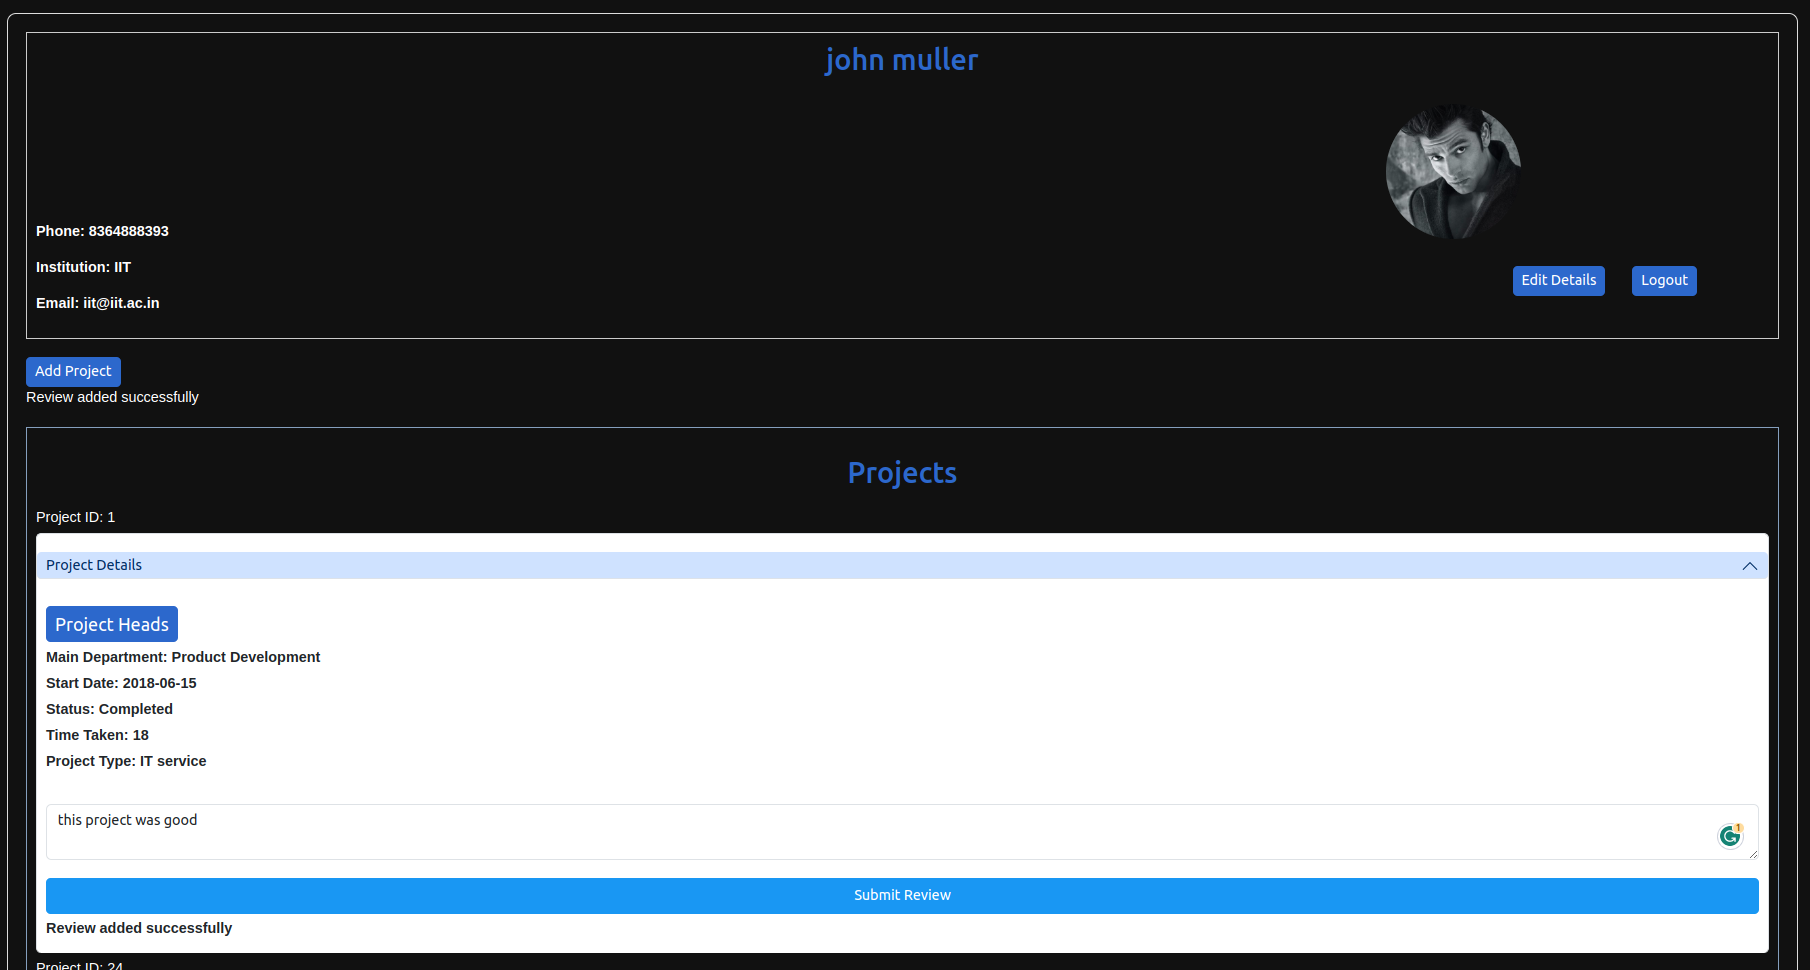 john muller
Phone: 8364888393
Institution: IIT
Email: iit@iit.ac.in
Edit Details
Logout
Add Project
Review added successfully
Projects
Project ID: 1
Project Details
Project Heads
Main Department: Product Development
Start Date: 2018-06-15
Status: Completed
Time Taken: 18
Project Type: IT service
this project was good
1
Submit Review
Review added successfully
Project ID: 24